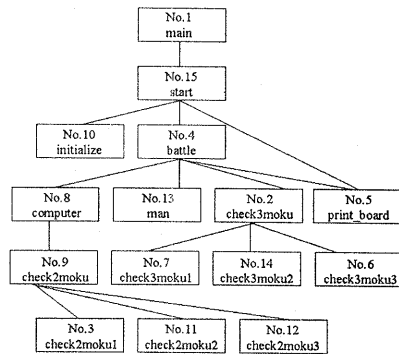 No.1
main
No.15
start
No.10
initialize
No.4
battle
No.8
computer
No.13
man
No.2
check3moku
No.5
print_board
No.9
check2moku
No.7
check3moku1
No.14
check3moku2
No.6
check3moku3
No.3
check2moku1
No.11
check2moku2
No.12
check2moku3